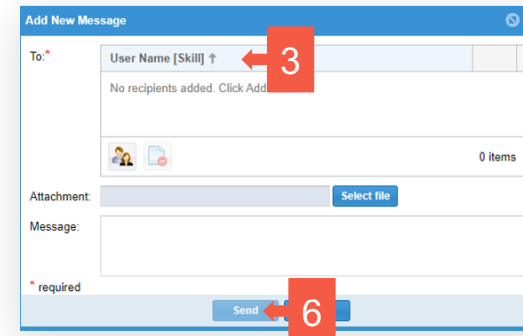 Add New Message
To:*
User Name [Skill] ↑
3
No recipients added. Click Add
0 items
Attachment:
Select file
Message:
* required
Send
6